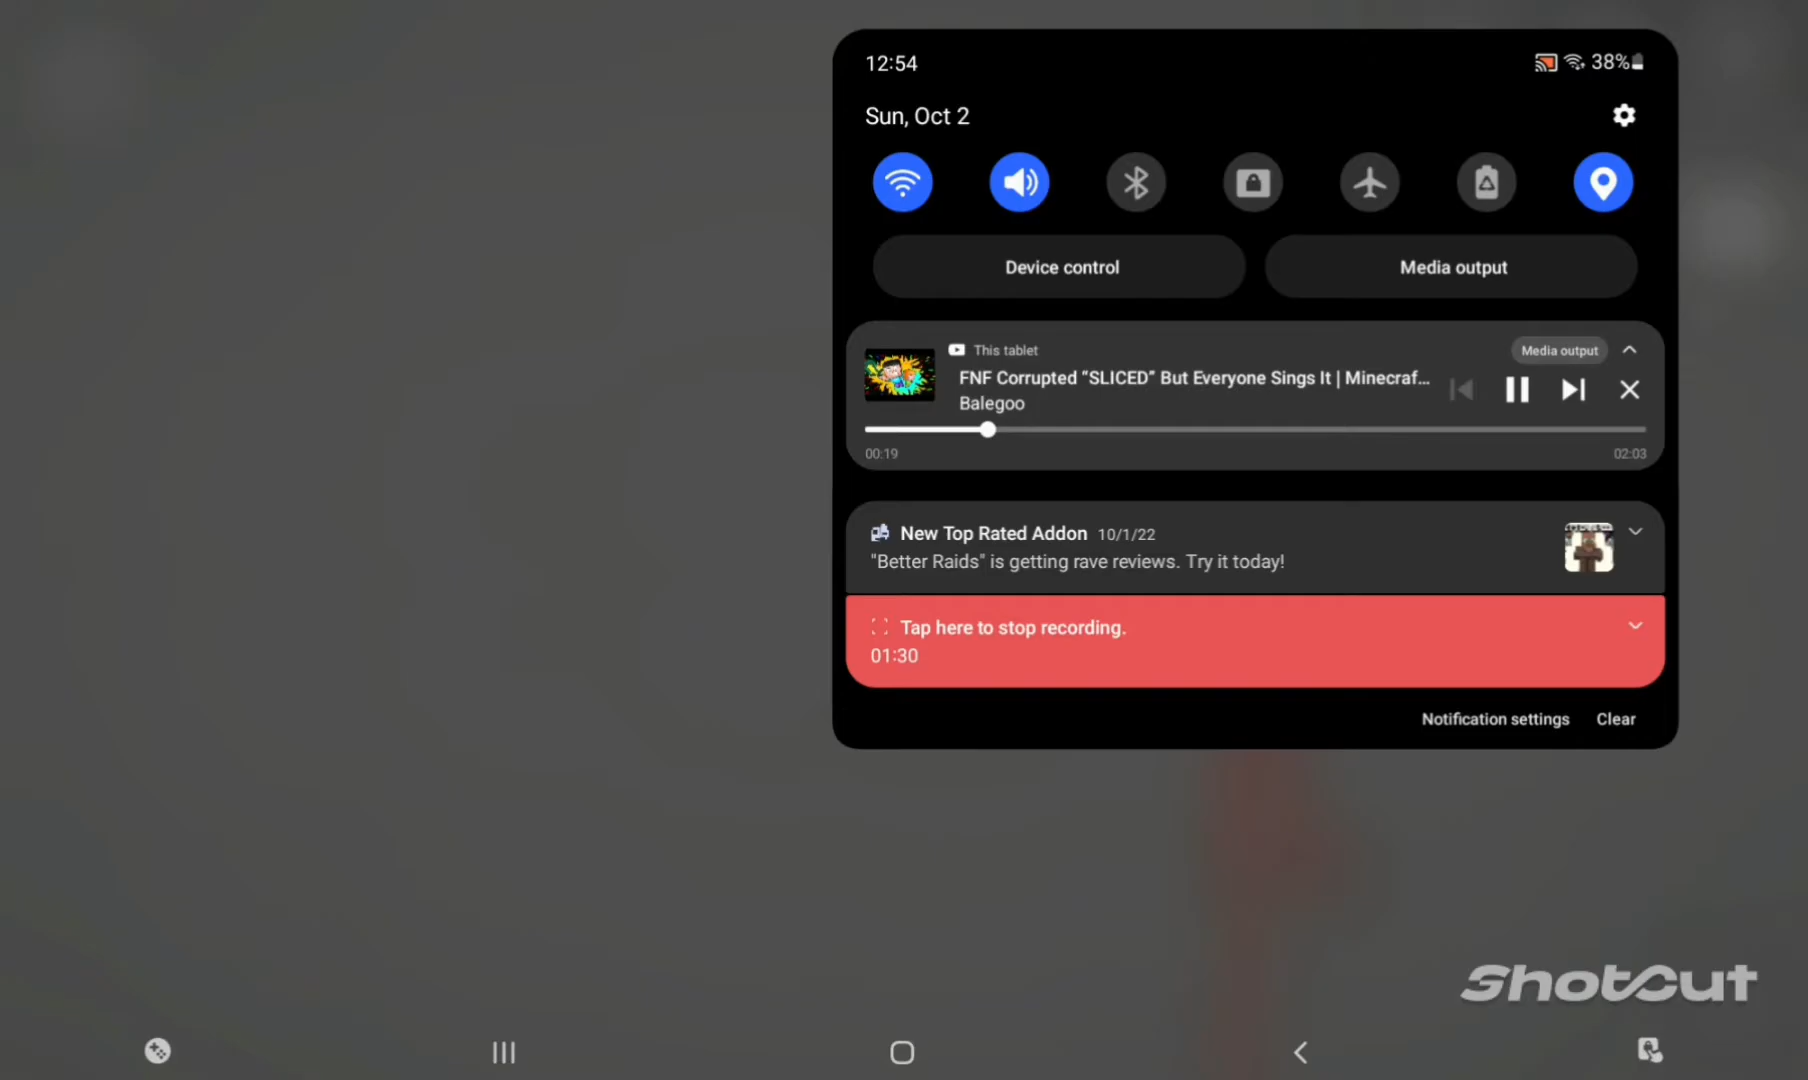 12:54
38%
Sun, Oct 2
Device control
Media output
This tablet
Media output
FNF Corrupted “SLICED” But Everyone Sings It | Minecraf...
Balegoo
00:19
02:03
New Top Rated Addon 10/1/22
"Better Raids" is getting rave reviews. Try it today!
Tap here to stop recording.
01:30
Notification settings
Clear
ShotCut